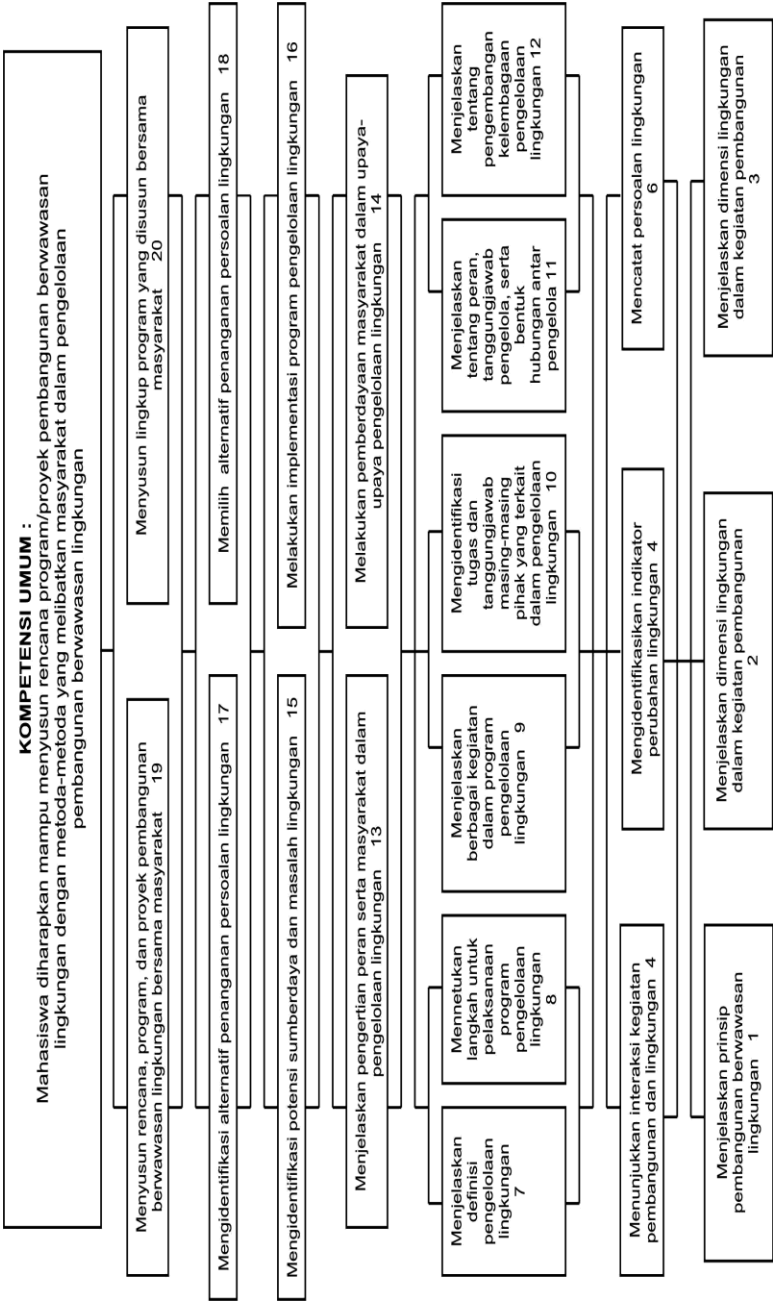 KOMPETENSI UMUM :
Mahasiswa diharapkan mampu menyusun rencana program/proyek pembangunan berwawasan
lingkungan dengan metoda-metoda yang melibatkan masyarakat dalam pengelolaan
pembangunan berwawasan lingkungan
Menyusun rencana, program, dan proyek pembangunan
berwawasan lingkungan bersama masyarakat 19
Menyusun lingkup program yang disusun bersama
masyarakat 20
Mengidentifikasi alternatif penanganan persoalan lingkungan 17
Memilih alternatif penanganan persoalan lingkungan 18
Mengidentifikasi potensi sumberdaya dan masalah lingkungan 15
Melakukan implementasi program pengelolaan lingkungan 16
Menjelaskan pengertian peran serta masyarakat dalam
pengelolaan lingkungan 13
Melakukan pemberdayaan masyarakat dalam upaya-
upaya pengelolaan lingkungan 14
Menjelaskan
definisi
pengelolaan
lingkungan
7
Mennetukan
langkah untuk
pelaksanaan
program
pengelolaan
lingkungan
8
Menjelaskan
berbagai kegiatan
dalam program
pengelolaan
lingkungan 9
Mengidentifikasi
tugas dan
tanggungjawab
masing-masing
pihak yang terkait
dalam pengelolaan
lingkungan 10
Menjelaskan
tentang peran,
tanggungjawab
pengelola, serta
bentuk
hubungan antar
pengelola 11
Menjelaskan
tentang
pengembangan
kelembagaan
pengelolaan
lingkungan 12
Menunjukkan interaksi kegiatan
pembangunan dan lingkungan 4
Mengidentifikasikan indikator
perubahan lingkungan 4
Mencatat persoalan lingkungan
6
Menjelaskan prinsip
pembangunan berwawasan
lingkungan 1
Menjelaskan dimensi lingkungan
dalam kegiatan pembangunan
2
Menjelaskan dimensi lingkungan
dalam kegiatan pembangunan
3